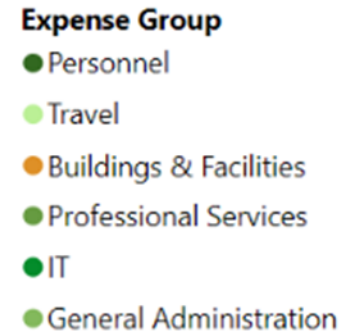 Expense Group
Personnel
Travel
Buildings & Facilities
Professional Services
IT
General Administration